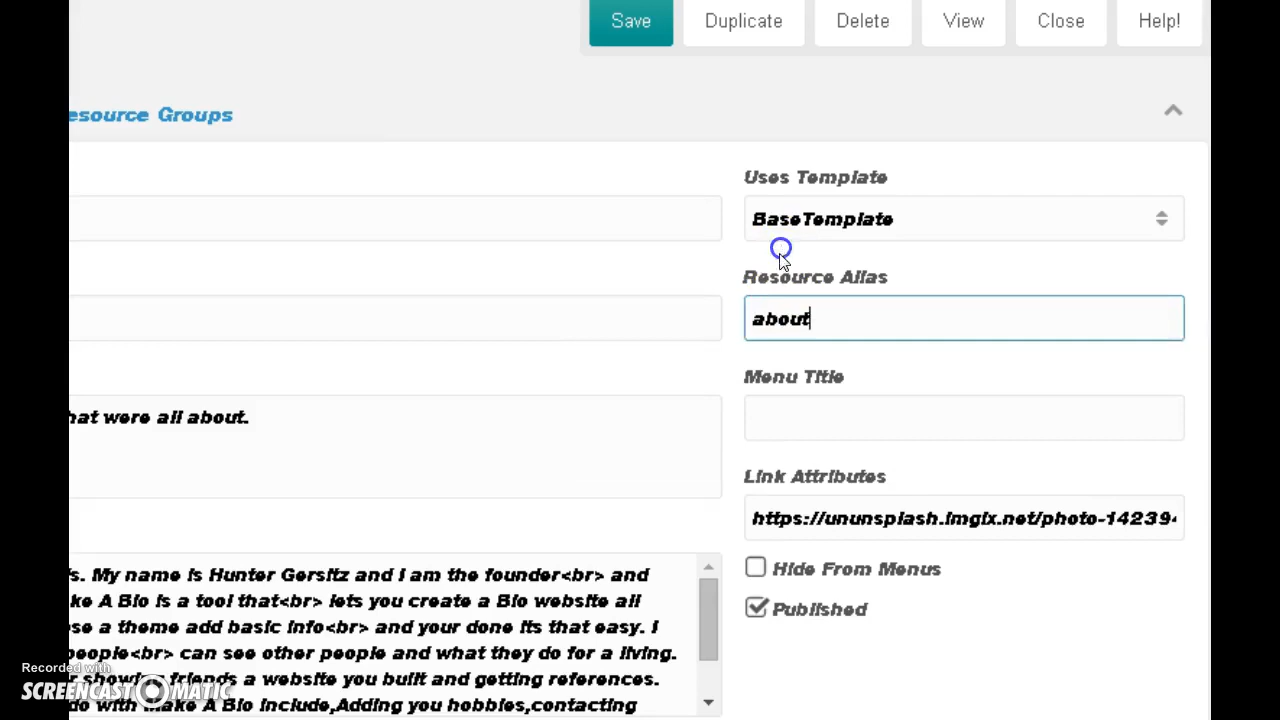 Save Duplicate Delete View Close Help!
esource Groups
Uses Template
BaseTemplate
Resource Alias
about
Menu Title
hat were all about.
Link Attributes
https://ununsplash.imgix.net/photo-14239
Hide From Menus
Published
s. My name is Hunter Gersitz and I am the founder<br> and
ke A Bio is a tool that<br> lets you create a Bio website all
se a theme add basic info<br> and your done its that easy. I
people<br> can see other people and what they do for a living.
showing friends a website you built and getting references.
do with Make A Bio include,Adding you hobbies,contacting
Recorded with
SCREENCAST MATIC